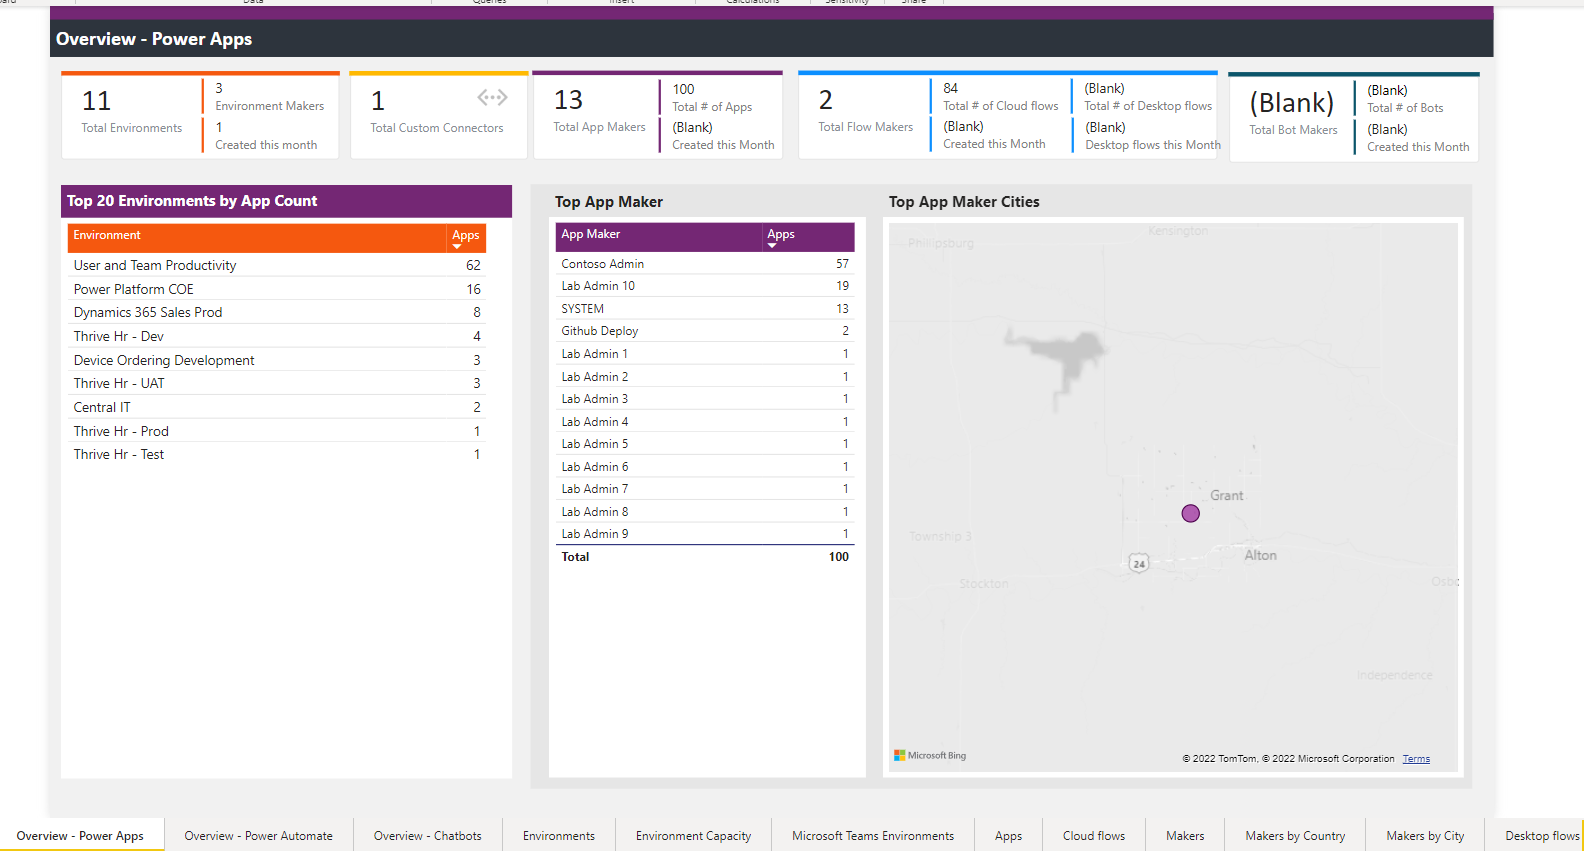 Data
Queries
Insert
Calculations
Sensitivity
Share
Overview - Power Apps
11
Total Environments
3
Environment Makers
1
Created this month
1
Total Custom Connectors
13
Total App Makers
100
Total # of Apps
(Blank)
Created this Month
2
Total Flow Makers
84
Total # of Cloud flows
(Blank)
Created this Month
(Blank)
Total # of Desktop flows
(Blank)
Desktop flows this Month
(Blank)
Total Bot Makers
(Blank)
Total # of Bots
(Blank)
Created this Month
Top 20 Environments by App Count
Environment Apps
User and Team Productivity 62
Power Platform COE 16
Dynamics 365 Sales Prod 8
Thrive Hr - Dev 4
Device Ordering Development 3
Thrive Hr - UAT 3
Central IT 2
Thrive Hr - Prod 1
Thrive Hr - Test 1
Top App Maker
App Maker Apps
Contoso Admin 57
Lab Admin 10 19
SYSTEM 13
Github Deploy 2
Lab Admin 1 1
Lab Admin 2 1
Lab Admin 3 1
Lab Admin 4 1
Lab Admin 5 1
Lab Admin 6 1
Lab Admin 7 1
Lab Admin 8 1
Lab Admin 9 1
Total 100
Top App Maker Cities
Kensington
Phillipsburg
Grant
Township 3
Alton
24
Stockton
Osbo
Independence
Microsoft Bing
© 2022 TomTom, © 2022 Microsoft Corporation Terms
Overview - Power Apps
Overview - Power Automate
Overview - Chatbots
Environments
Environment Capacity
Microsoft Teams Environments
Apps
Cloud flows
Makers
Makers by Country
Makers by City
Desktop flows